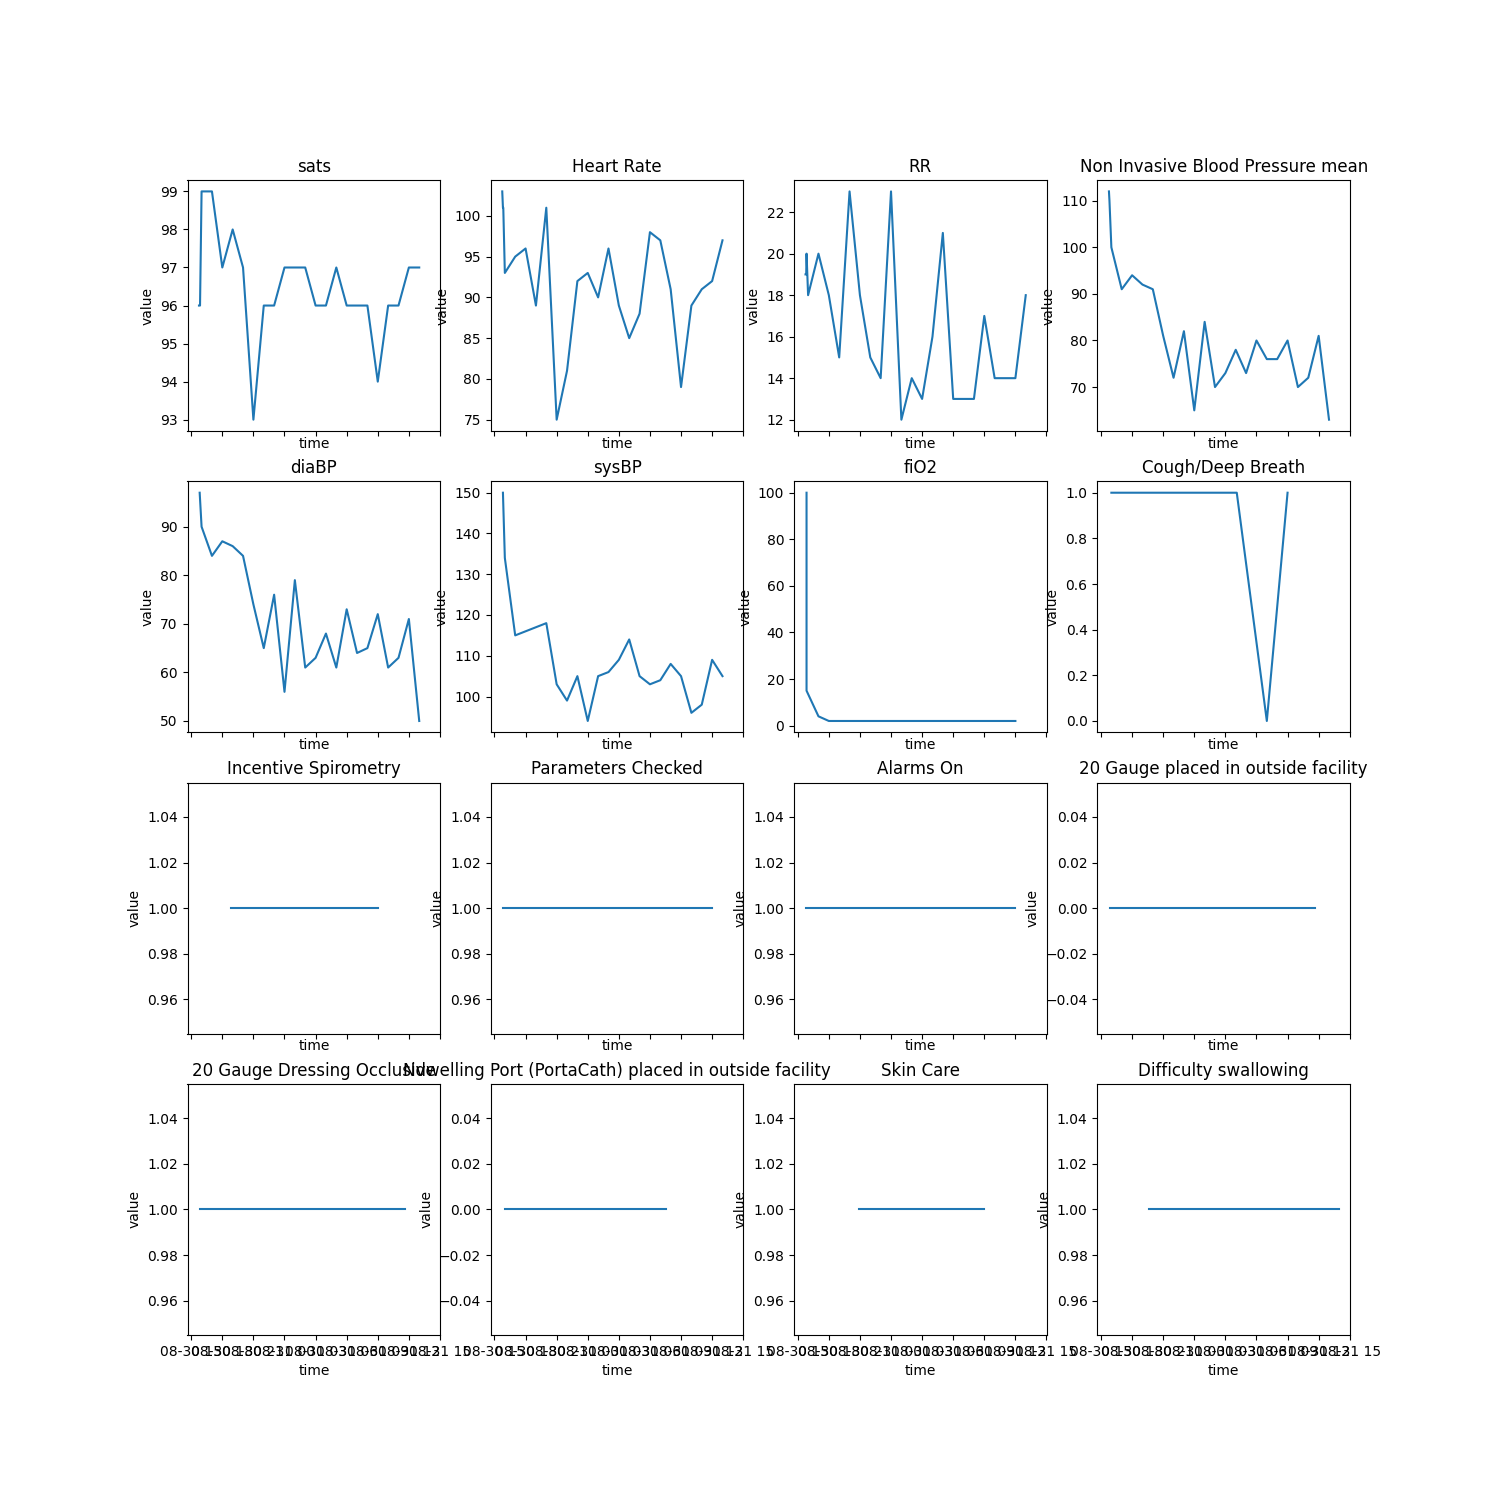 sats Heart Rate RR Non Invasive Blood Pressure mean
99
98
97
96
95
94
93
value
time
100
95
90
85
80
75
value
time
22
20
18
16
14
12
value
time
110
100
90
80
70
value
time
diaBP sysBP fiO2 Cough/Deep Breath
90
80
70
60
50
value
time
150
140
130
120
110
100
value
time
100
80
60
40
20
0
value
time
1.0
0.8
0.6
0.4
0.2
0.0
value
time
Incentive Spirometry Parameters Checked Alarms On 20 Gauge placed in outside facility
1.04
1.02
1.00
0.98
0.96
value
time
1.04
1.02
1.00
0.98
0.96
value
time
1.04
1.02
1.00
0.98
0.96
value
time
0.04
0.02
0.00
−0.02
−0.04
value
time
20 Gauge Dressing Occlusive
(PortaCath) placed in outside facility
Skin Care Difficulty swallowing
1.04
1.02
1.00
0.98
0.96
value
time
0.04
0.02
0.00
−0.02
−0.04
value
time
1.04
1.02
1.00
0.98
0.96
value
time
1.04
1.02
1.00
0.98
0.96
value
time